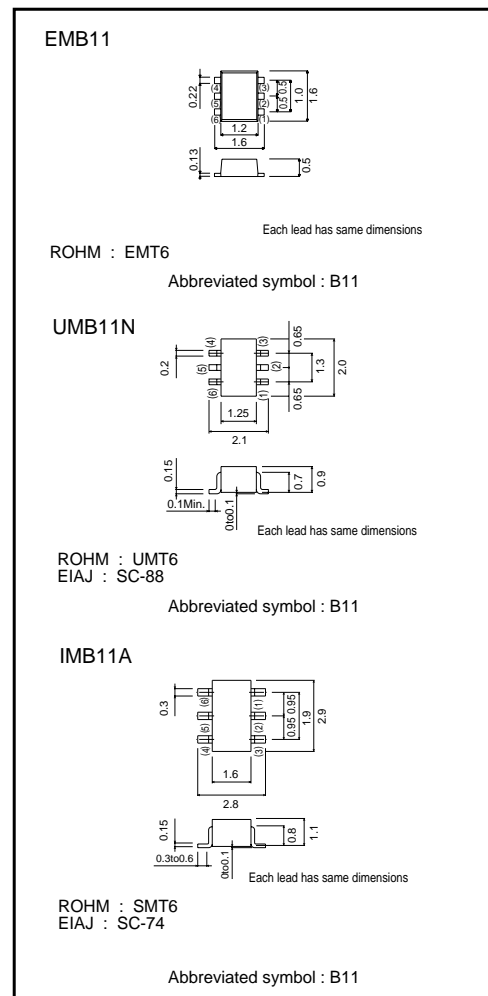 EMB11
0.22
(4)
(3)
(5)
(2)
(6)
(1)
0.5
0.5
1.0
1.6
1.2
1.6
0.13
0.5
Each lead has same dimensions
ROHM : EMT6
Abbreviated symbol : B11
UMB11N
0.2
(4)
(3)
(5)
(2)
(6)
(1)
0.65
0.65
1.3
2.0
1.25
2.1
0.15
0.1Min.
0to0.1
0.7
0.9
Each lead has same dimensions
ROHM : UMT6
EIAJ : SC-88
Abbreviated symbol : B11
IMB11A
0.3
(6)
(1)
(5)
(2)
(4)
(3)
0.95
0.95
1.9
2.9
1.6
2.8
0.15
0.3to0.6
0to0.1
0.8
1.1
Each lead has same dimensions
ROHM : SMT6
EIAJ : SC-74
Abbreviated symbol : B11